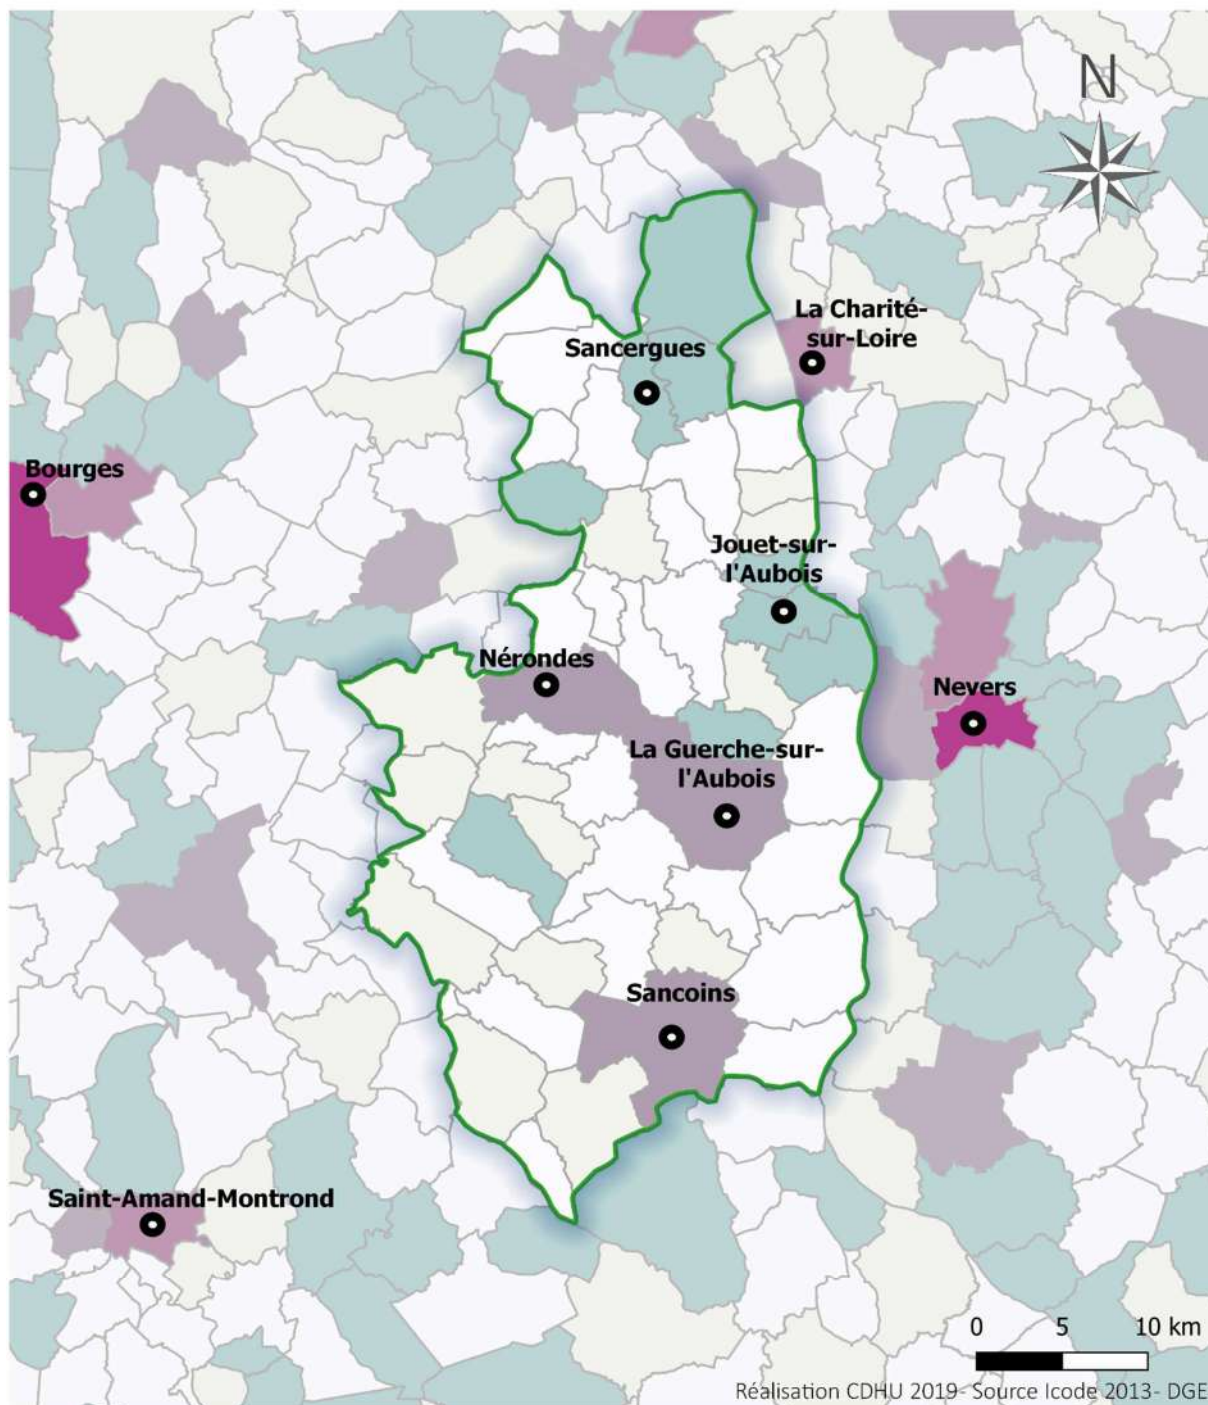 N
La Charité-
sur-Loire
Sancergues
Bourges
Jouet-sur-
l'Aubois
Nérondes
Nevers
La Guerche-sur-
l'Aubois
Sancoins
Saint-Amand-Montrond
0 5 10 km
Réalisation CDHU 2019- Source Icode 2013- DGE